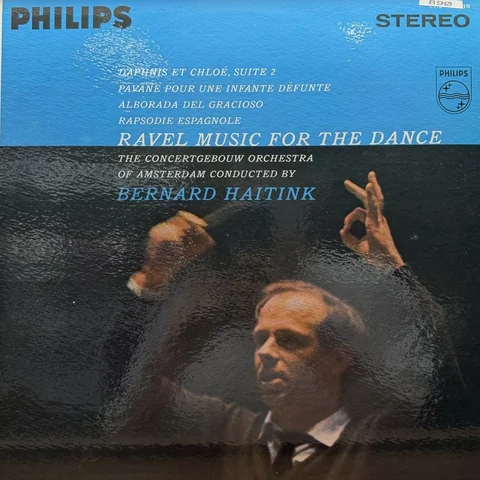 PHILIPS
STEREO
DAPHNIS ET CHLOÉ, SUITE 2
PAVANE POUR UNE INFANTE DÉFUNTE
ALBORADA DEL GRACIOSO
RAPSODIE ESPAGNOLE
PHILIPS
RAVEL MUSIC FOR THE DANCE
THE CONCERTGEBOUW ORCHESTRA
OF AMSTERDAM CONDUCTED BY
BERNARD HAITINK